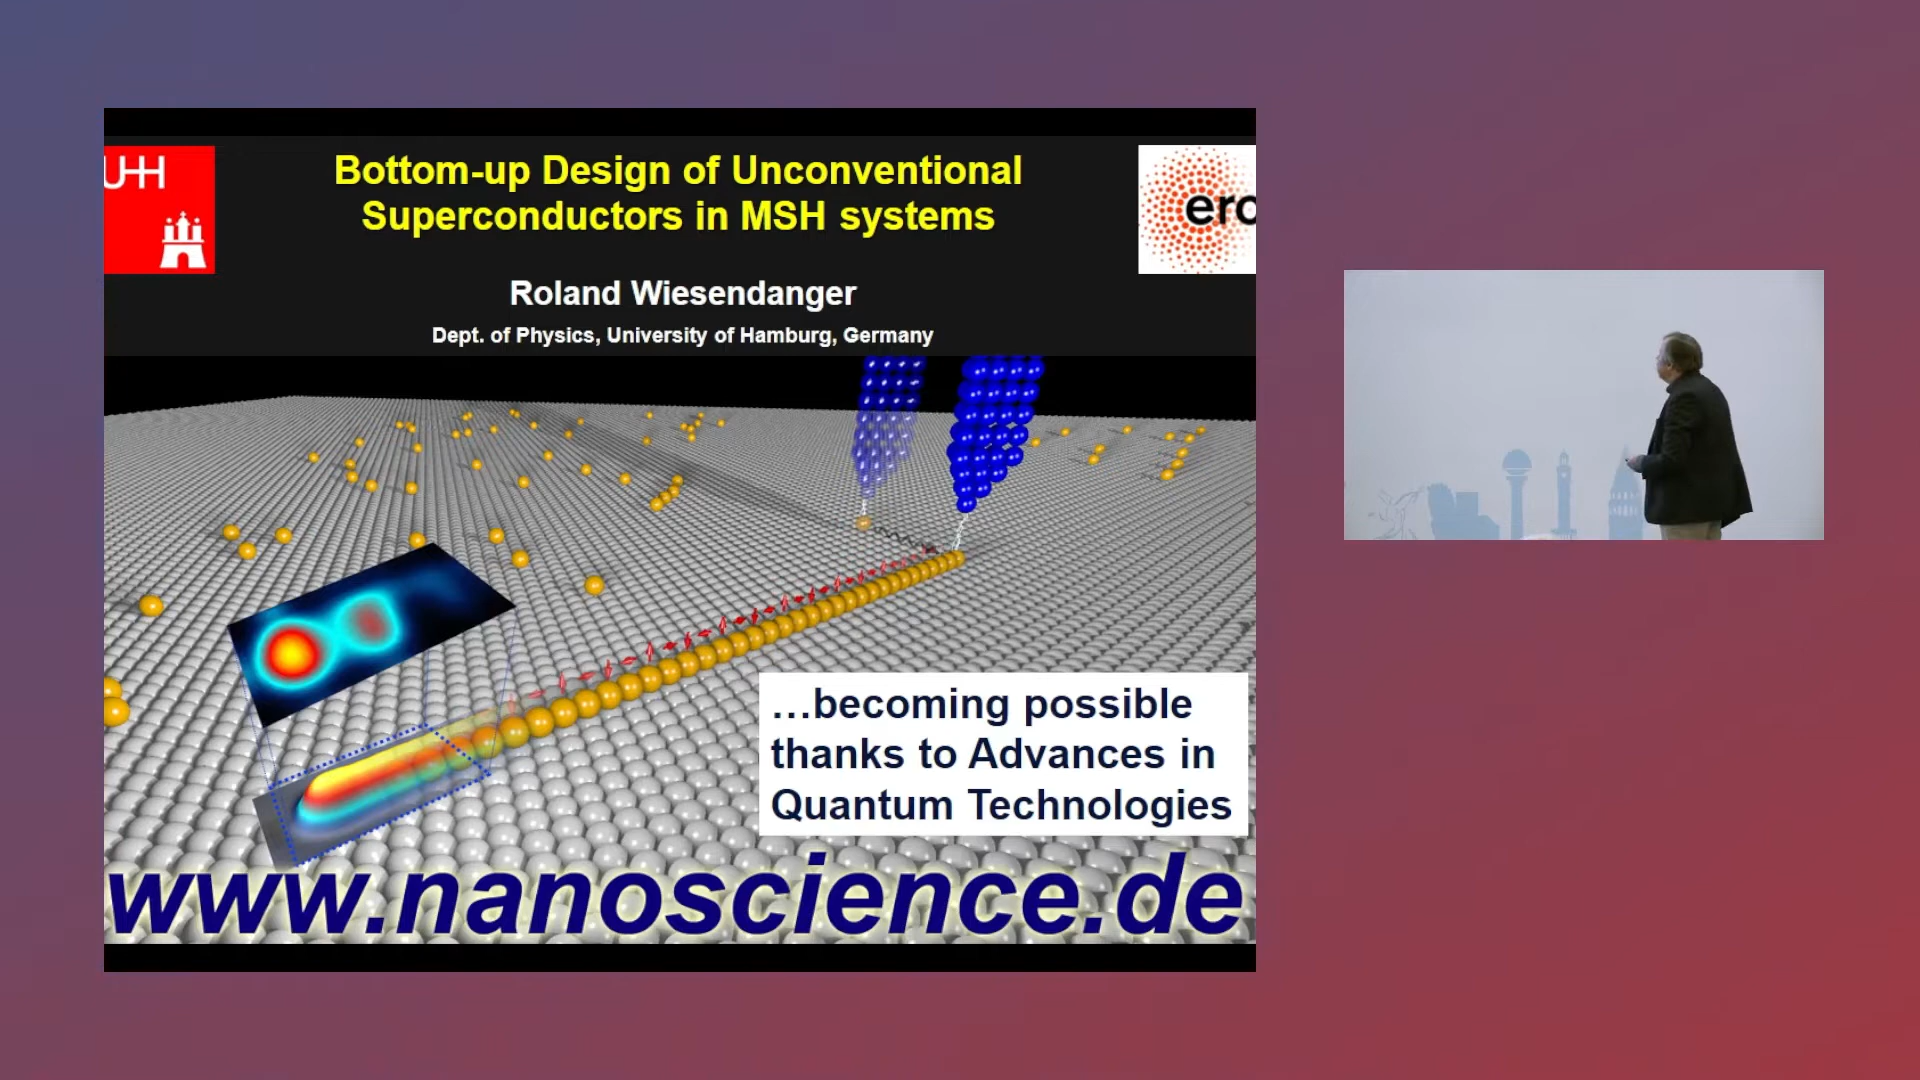 UHH
Bottom-up Design of Unconventional
Superconductors in MSH systems
erc
Roland Wiesendanger
Dept. of Physics, University of Hamburg, Germany
…becoming possible
thanks to Advances in
Quantum Technologies
www.nanoscience.de